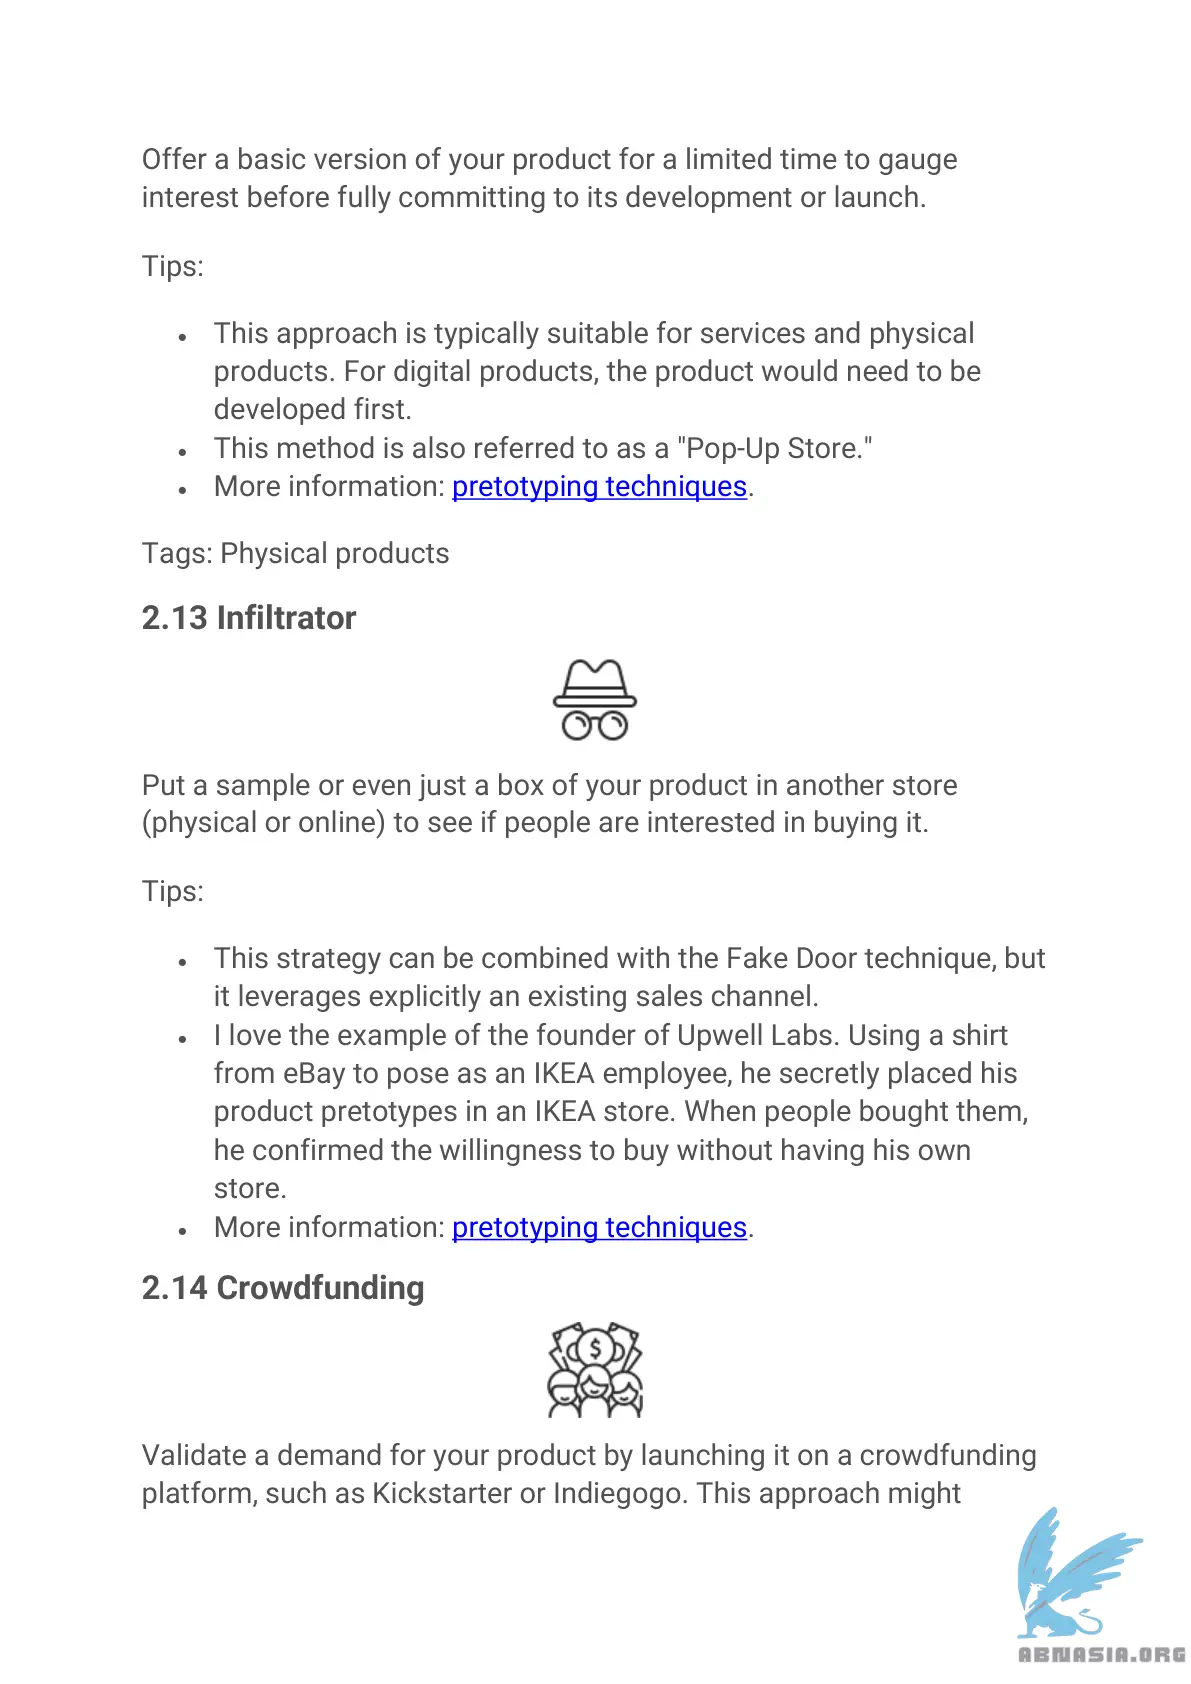 Offer a basic version of your product for a limited time to gauge
interest before fully committing to its development or launch.
Tips:
• This approach is typically suitable for services and physical
products. For digital products, the product would need to be
developed first.
• This method is also referred to as a "Pop-Up Store."
• More information: pretotyping techniques.
Tags: Physical products
2.13 Infiltrator
Put a sample or even just a box of your product in another store
(physical or online) to see if people are interested in buying it.
Tips:
• This strategy can be combined with the Fake Door technique, but
it leverages explicitly an existing sales channel.
• I love the example of the founder of Upwell Labs. Using a shirt
from eBay to pose as an IKEA employee, he secretly placed his
product pretotypes in an IKEA store. When people bought them,
he confirmed the willingness to buy without having his own
store.
• More information: pretotyping techniques.
2.14 Crowdfunding
$
Validate a demand for your product by launching it on a crowdfunding
platform, such as Kickstarter or Indiegogo. This approach might
ABNASIA.ORG